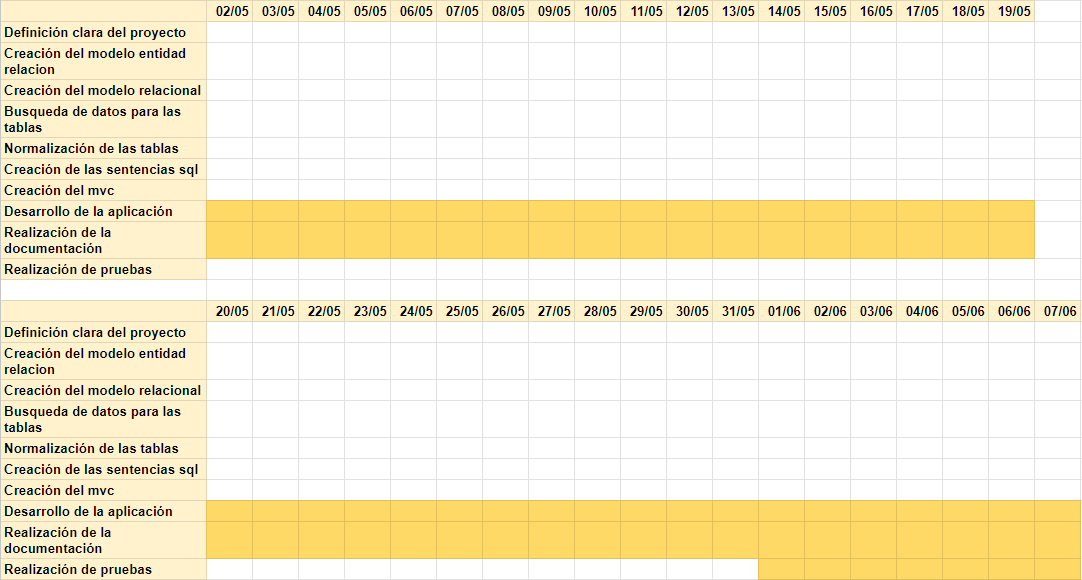 02/05 03/05 04/05 05/05 06/05 07/05 08/05 09/05 10/05 11/05 12/05 13/05 14/05 15/05 16/05 17/05 18/05 19/05
Definición clara del proyecto
Creación del modelo entidad
relacion
Creación del modelo relacional
Busqueda de datos para las
tablas
Normalización de las tablas
Creación de las sentencias sql
Creación del mvc
Desarrollo de la aplicación
Realización de la
documentación
Realización de pruebas
20/05 21/05 22/05 23/05 24/05 25/05 26/05 27/05 28/05 29/05 30/05 31/05 01/06 02/06 03/06 04/06 05/06 06/06 07/06
Definición clara del proyecto
Creación del modelo entidad
relacion
Creación del modelo relacional
Busqueda de datos para las
tablas
Normalización de las tablas
Creación de las sentencias sql
Creación del mvc
Desarrollo de la aplicación
Realización de la
documentación
Realización de pruebas